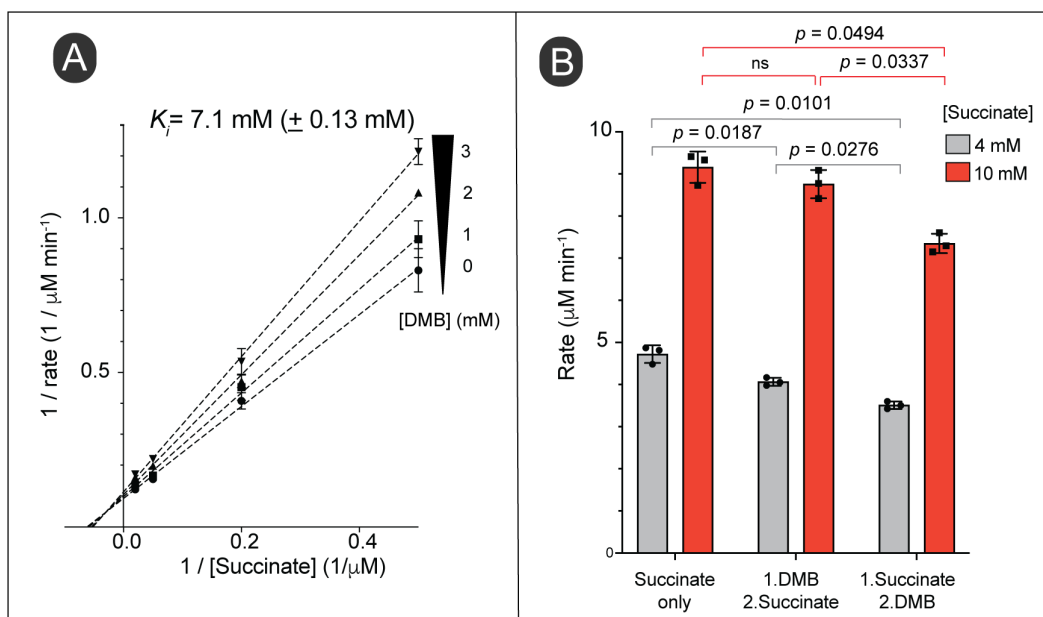 A
K_i = 7.1 mM (± 0.13 mM)
3
2
1
0
[DMB] (mM)
1.0
0.5
0.0
0.2
0.4
1 / rate (1 / μM min⁻¹)
1 / [Succinate] (1/μM)
B
p = 0.0494
ns
p = 0.0337
p = 0.0101
p = 0.0187
p = 0.0276
[Succinate]
4 mM
10 mM
10
5
0
Rate (μM min⁻¹)
Succinate
only
1.DMB
2.Succinate
1.Succinate
2.DMB